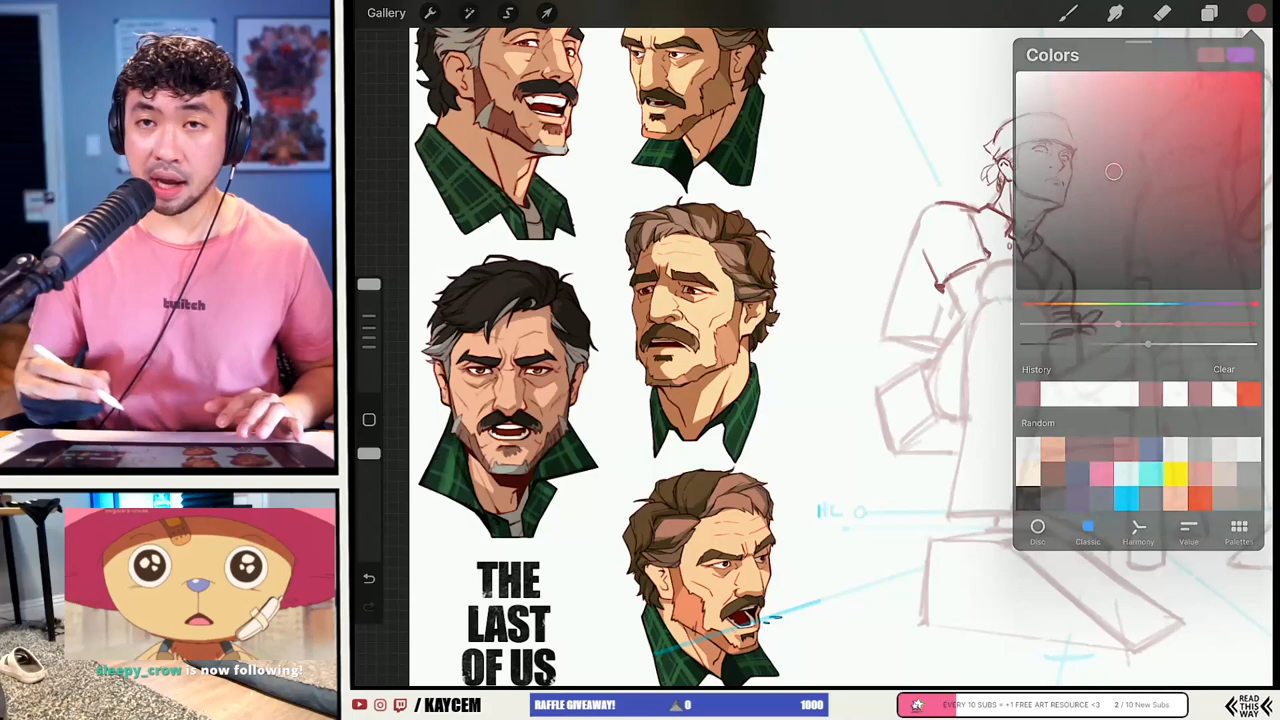 Gallery
Colors
twitch
History
Clear
Random
HL
Disc
Classic
Harmony
Value
Palettes
THE
LAST
OF US
sleepy_crow is now following!
/ KAYCEM
RAFFLE GIVEAWAY!
0
1000
EVERY 10 SUBS = +1 FREE ART RESOURCE <3
2 / 10 New Subs
READ
THIS
WAY